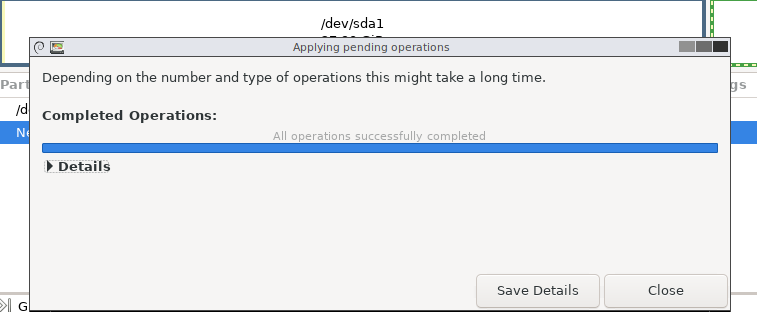 /dev/sda1
Applying pending operations
Depending on the number and type of operations this might take a long time.
Part
gs
/d
Completed Operations:
Ne
All operations successfully completed
Details
Save Details
Close
G